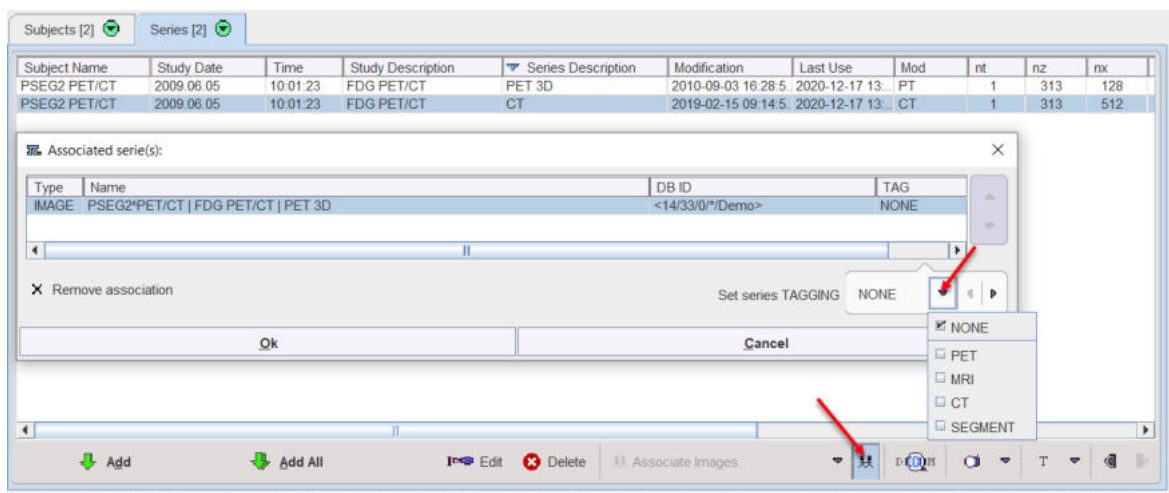 Subjects [2] Series [2]
Subject Name Study Date Time Study Description Series Description Modification Last Use Mod nt nz nx
PSEG2 PET/CT 2009.06.05 10:01:23 FDG PET/CT PET 3D 2010-09-03 16:28:5.. 2020-12-17 13:... PT 1 313 128
PSEG2 PET/CT 2009.06.05 10:01:23 FDG PET/CT CT 2019-02-15 09:14:5.. 2020-12-17 13:... CT 1 313 512
Associated serie(s):
Type Name DB ID TAG
IMAGE PSEG2^PET/CT | FDG PET/CT | PET 3D <14/33/0/*/Demo> NONE
Remove association Set series TAGGING NONE
Ok Cancel
NONE
PET
MRI
CT
SEGMENT
Add Add All Edit Delete Associate Images T